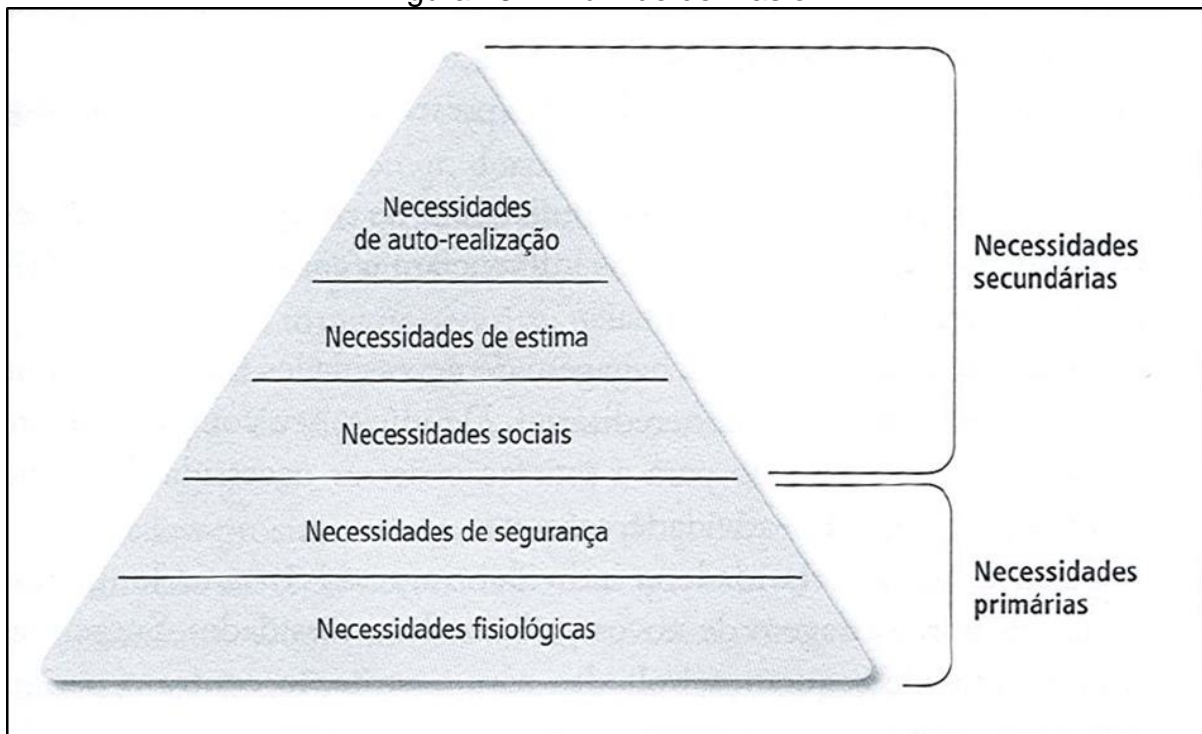 Necessidades
de auto-realização
Necessidades de estima
Necessidades sociais
Necessidades de segurança
Necessidades fisiológicas
Necessidades
secundárias
Necessidades
primárias